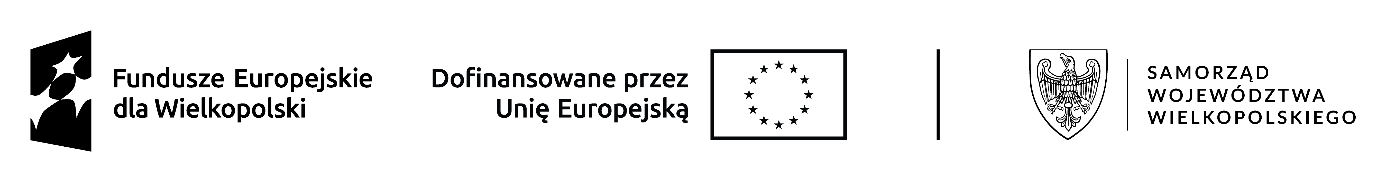 Fundusze Europejskie
dla Wielkopolski
Dofinansowane przez
Unię Europejską
SAMORZĄD
WOJEWÓDZTWA
WIELKOPOLSKIEGO